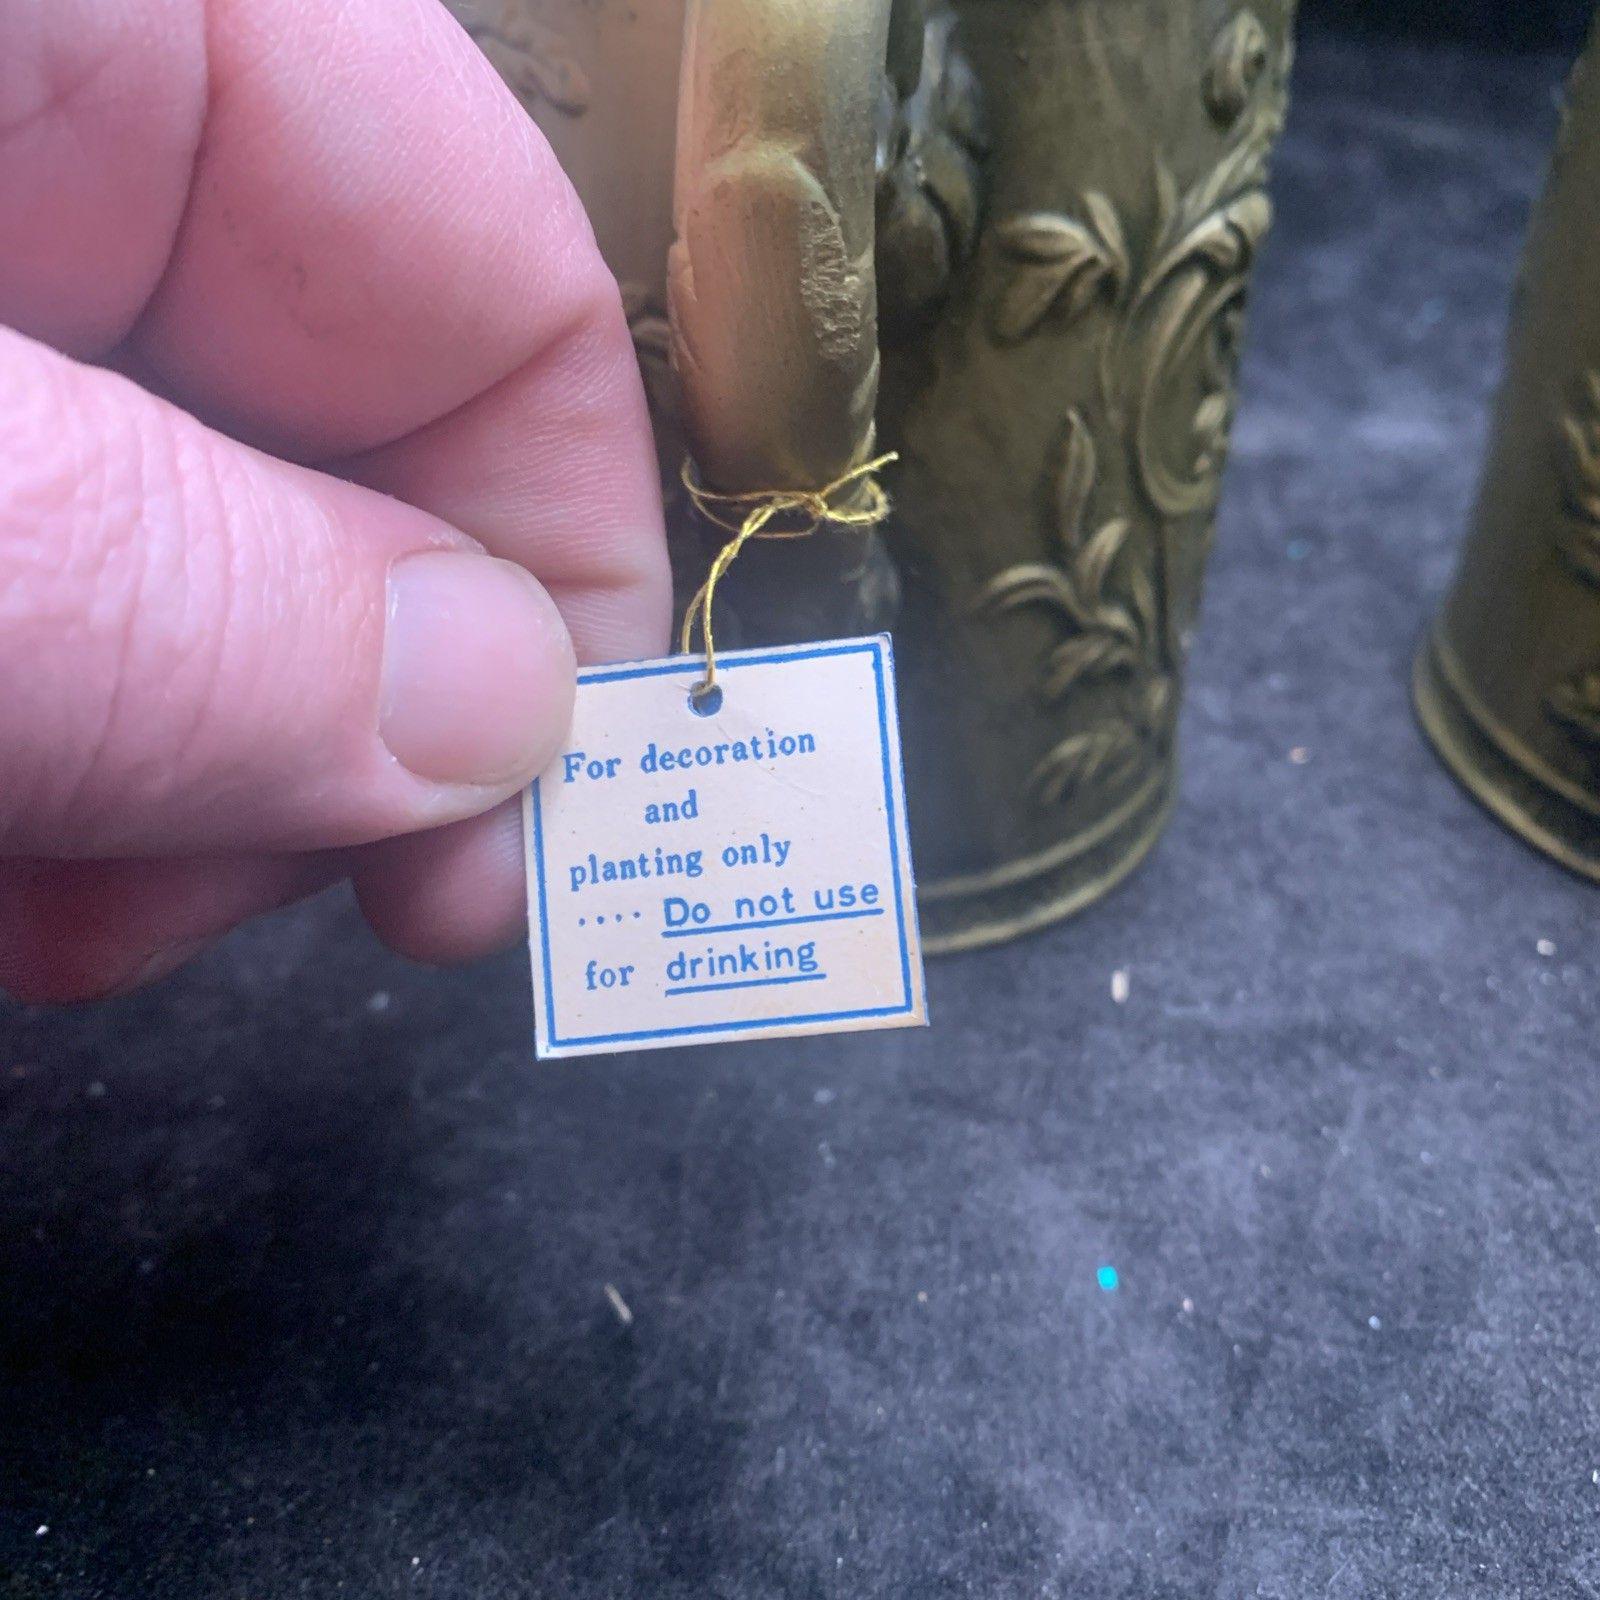 For decoration
and
planting only
.... Do not use
for drinking